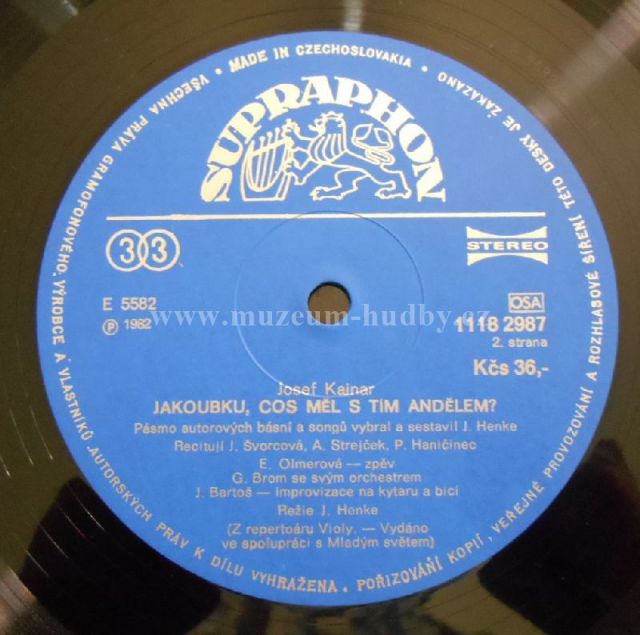 VŠECHNA PRÁVA GRAMOFONOVÉHO VÝROBCE A VLASTNÍKŮ AUTORSKÝCH PRÁV K DÍLU VYHRAŽENA. POŘIZOVÁNÍ KOPIÍ, VEŘEJNÉ PROVOZOVÁNÍ A ROZHLASOVÉ ŠÍŘENÍ TÉTO DESKY JE ZAKÁZÁNO
• MADE IN CZECHOSLOVAKIA •
SUPRAPHON
33
STEREO
E 5582
℗ 1982
www.muzeum-hudby.cz
OSA
1118 2987
2. strana
Kčs 36,-
Josef Kainar
JAKOUBKU, COS MĚL S TÍM ANDĚLEM?
Pásmo autorových básní a songů vybral a sestavil J. Henke
Recitují J. Švorcová, A. Strejček, P. Haničinec
E. Olmerová — zpěv
G. Brom se svým orchestrem
J. Bartoš — Improvizace na kytaru a bicí
Režie J. Henke
(Z repertoáru Violy. — Vydáno
ve spolupráci s Mladým světem)